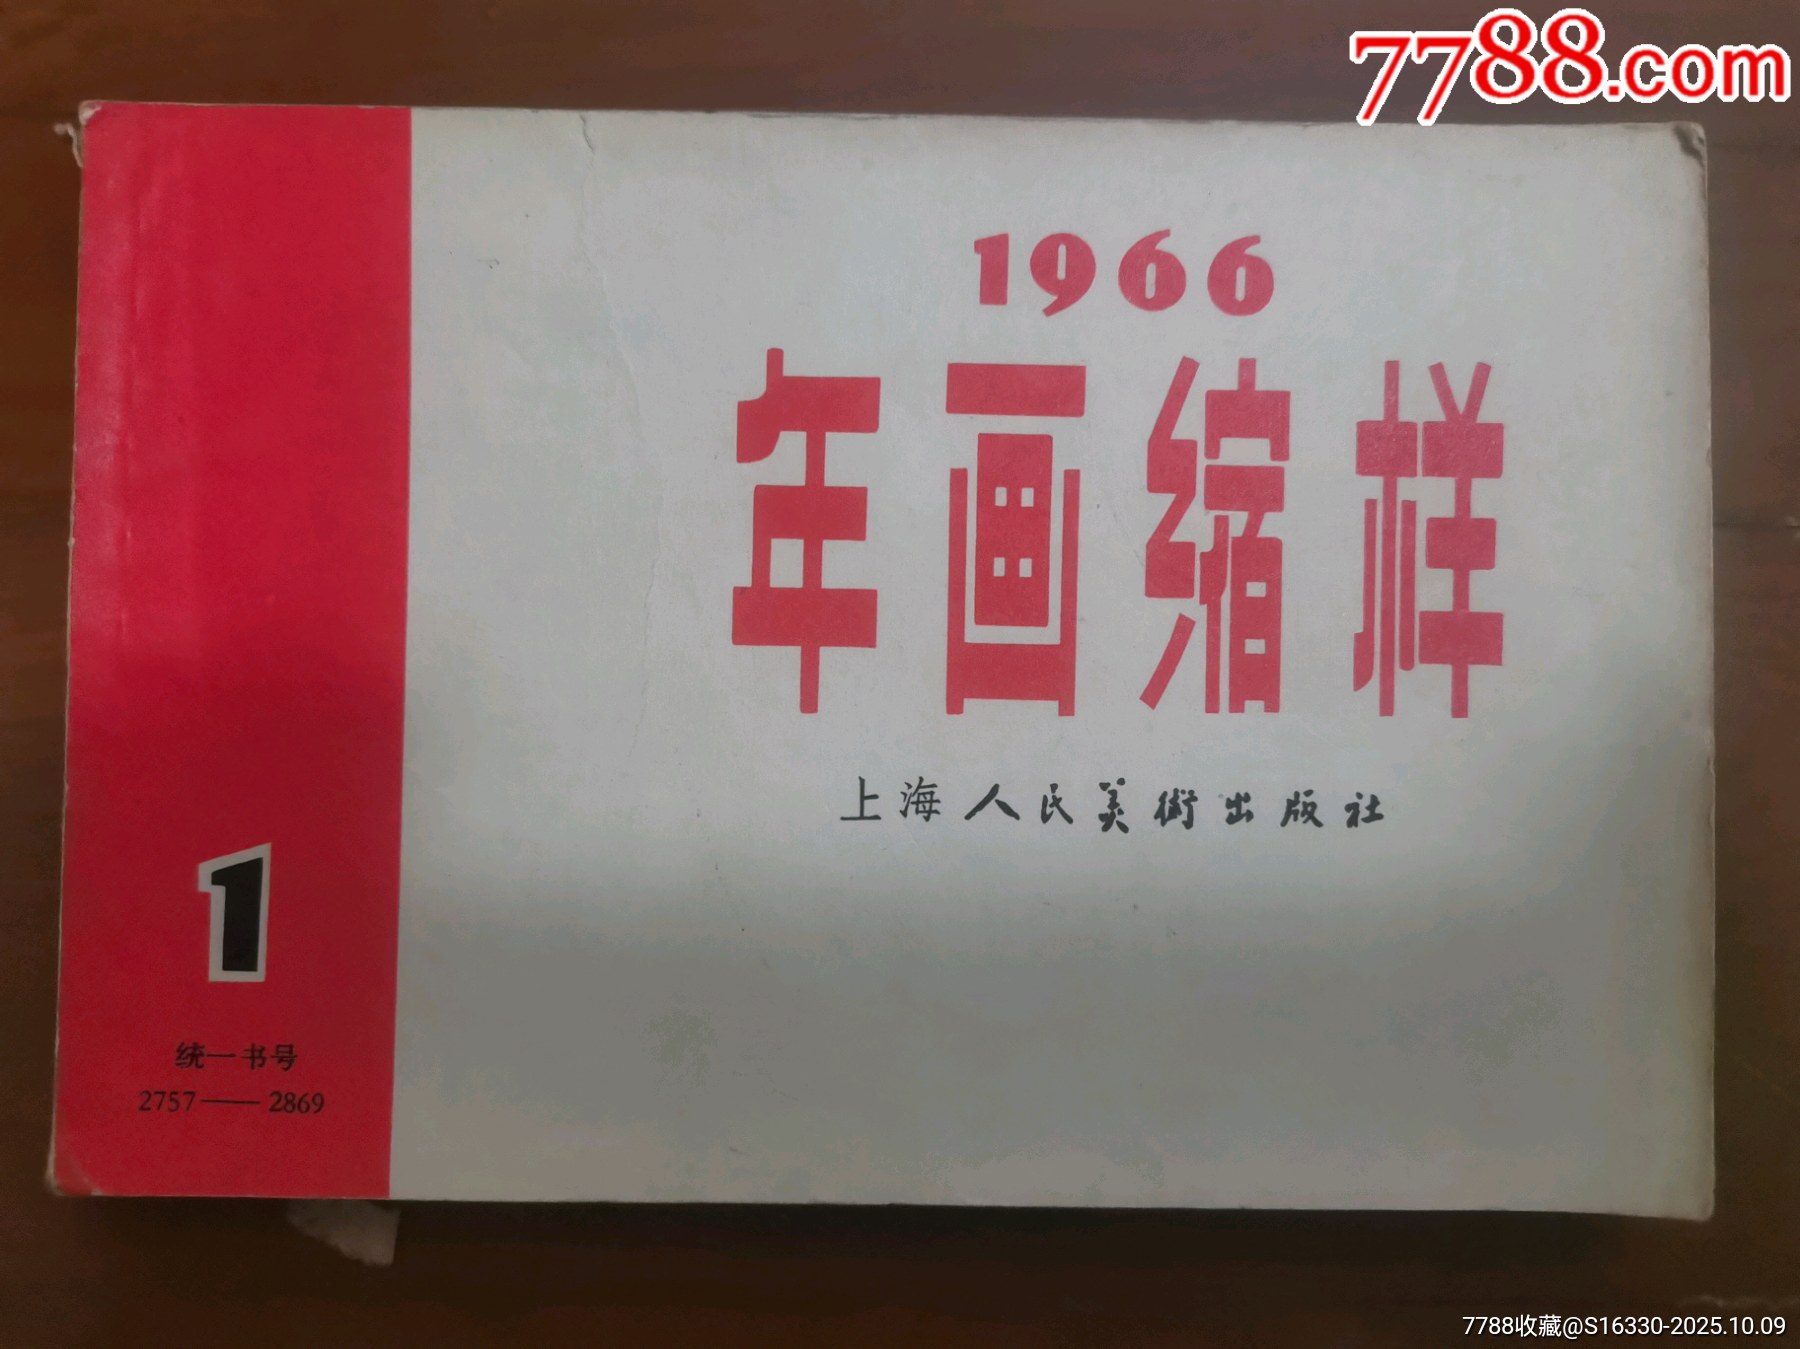 7788.com
1966
年画缩样
上海人民美術出版社
1
统一书号
2757——2869
7788收藏@S16330-2025.10.09